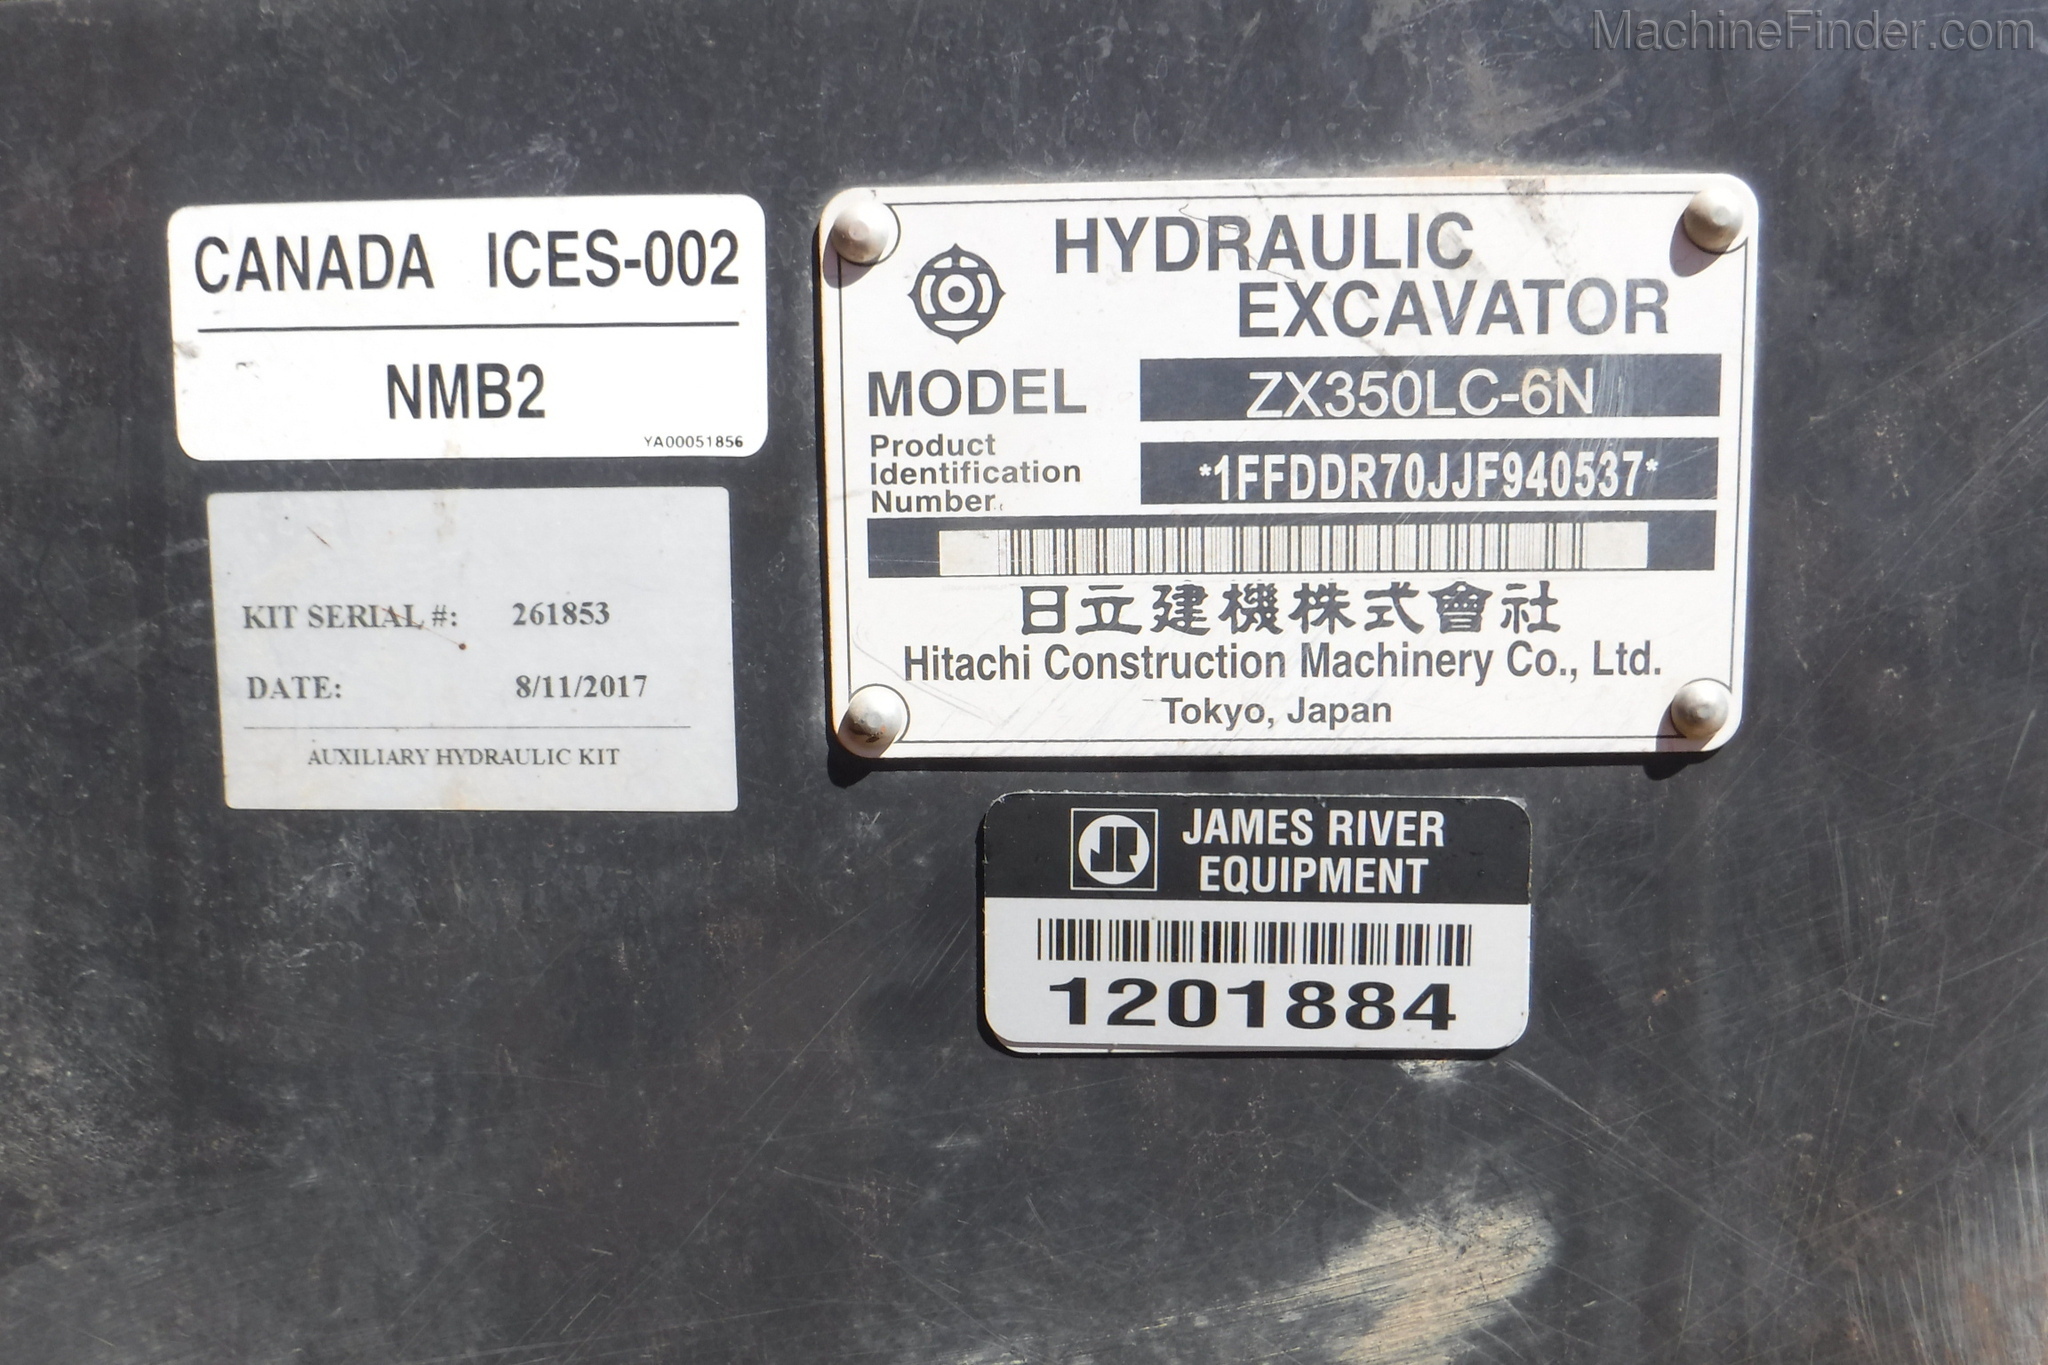 MachineFinder.com
CANADA ICES-002
NMB2
YA00051856
KIT SERIAL #: 261853
DATE: 8/11/2017
AUXILIARY HYDRAULIC KIT
HYDRAULIC
EXCAVATOR
MODEL ZX350LC-6N
Product
Identification
Number
*1FFDDR70JJF940537*
日立建機株式會社
Hitachi Construction Machinery Co., Ltd.
Tokyo, Japan
JR JAMES RIVER
EQUIPMENT
1201884